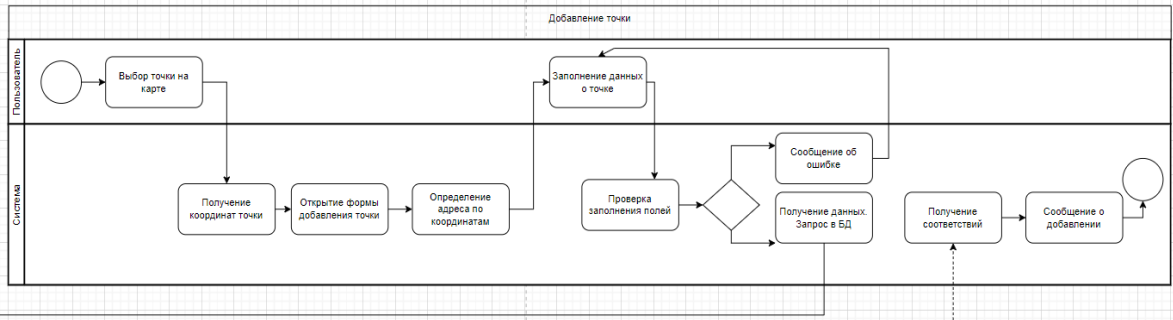 Добавление точки
Пользователь
Выбор точки на
карте
Заполнение данных
о точке
Система
Получение
координат точки
Открытие формы
добавления точки
Определение
адреса по
координатам
Проверка
заполнения полей
Сообщение об
ошибке
Получение данных.
Запрос в БД
Получение
соответствий
Сообщение о
добавлении